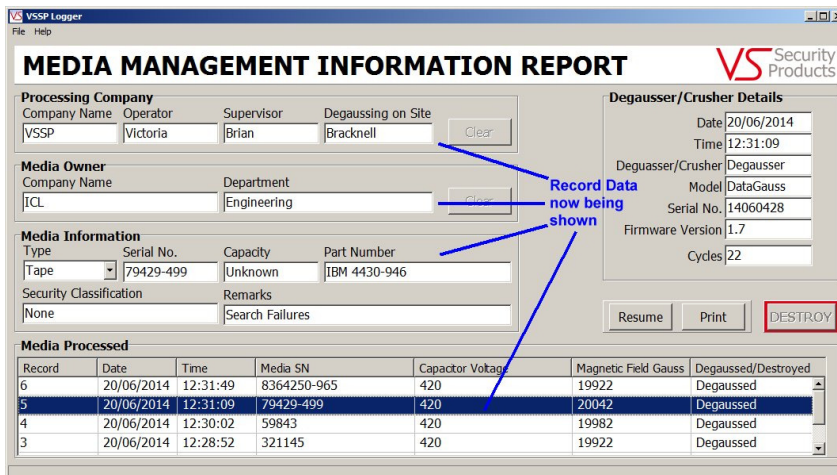 VS VSSP Logger
File Help
MEDIA MANAGEMENT INFORMATION REPORT
VS Security Products
Processing Company
Company Name Operator Supervisor Degaussing on Site
VSSP Victoria Brian Bracknell Clear
Media Owner
Company Name Department
ICL Engineering Clear
Media Information
Type Serial No. Capacity Part Number
Tape 79429-499 Unknown IBM 4430-946
Security Classification Remarks
None Search Failures
Record Data
now being
shown
Degausser/Crusher Details
Date 20/06/2014
Time 12:31:09
Deguasser/Crusher Degausser
Model DataGauss
Serial No. 14060428
Firmware Version 1.7
Cycles 22
Resume Print DESTROY
Media Processed
Record Date Time Media SN Capacitor Voltage Magnetic Field Gauss Degaussed/Destroyed
6 20/06/2014 12:31:49 8364250-965 420 19922 Degaussed
5 20/06/2014 12:31:09 79429-499 420 20042 Degaussed
4 20/06/2014 12:30:02 59843 420 19982 Degaussed
3 20/06/2014 12:28:52 321145 420 19922 Degaussed